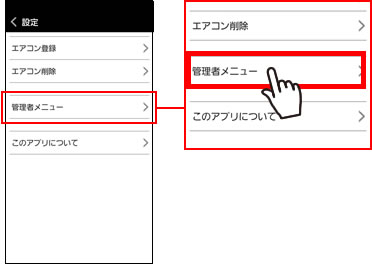 設定
エアコン登録
エアコン削除
管理者メニュー
このアプリについて
エアコン削除
管理者メニュー
このアプリについて